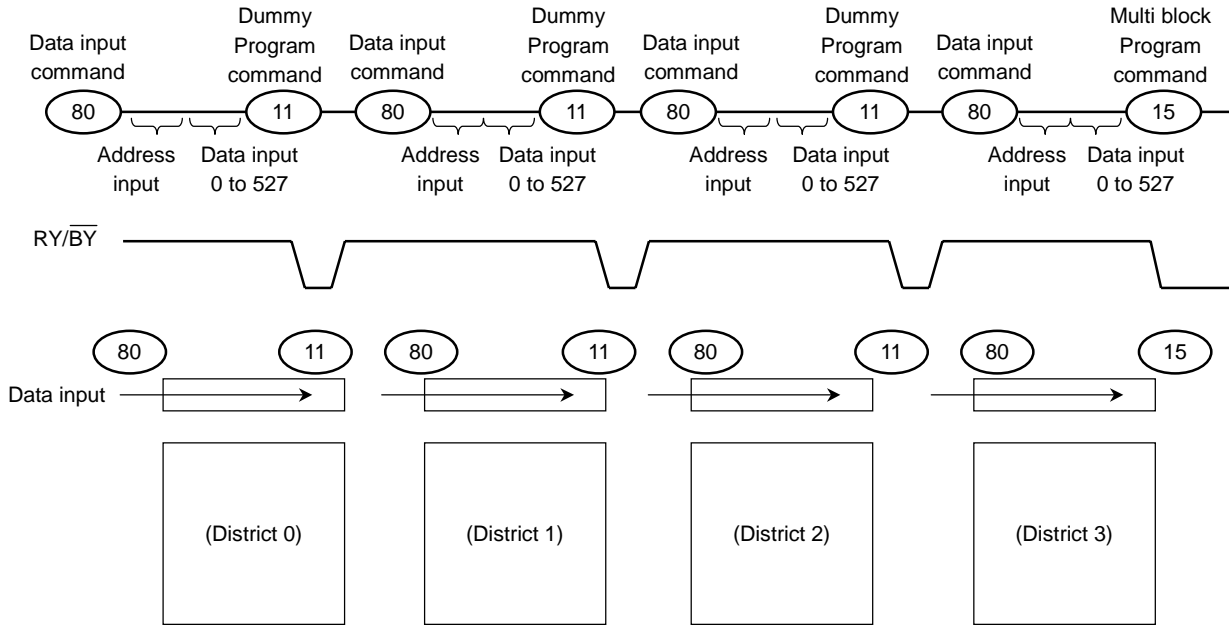 Data input
command
Dummy
Program
command
Data input
command
Dummy
Program
command
Data input
command
Dummy
Program
command
Data input
command
Multi block
Program
command
80 11 80 11 80 11 80 15
Address
input
Data input
0 to 527
Address
input
Data input
0 to 527
Address
input
Data input
0 to 527
Address
input
Data input
0 to 527
RY/B̅Y̅
80 11 80 11 80 11 80 15
Data input
(District 0) (District 1) (District 2) (District 3)